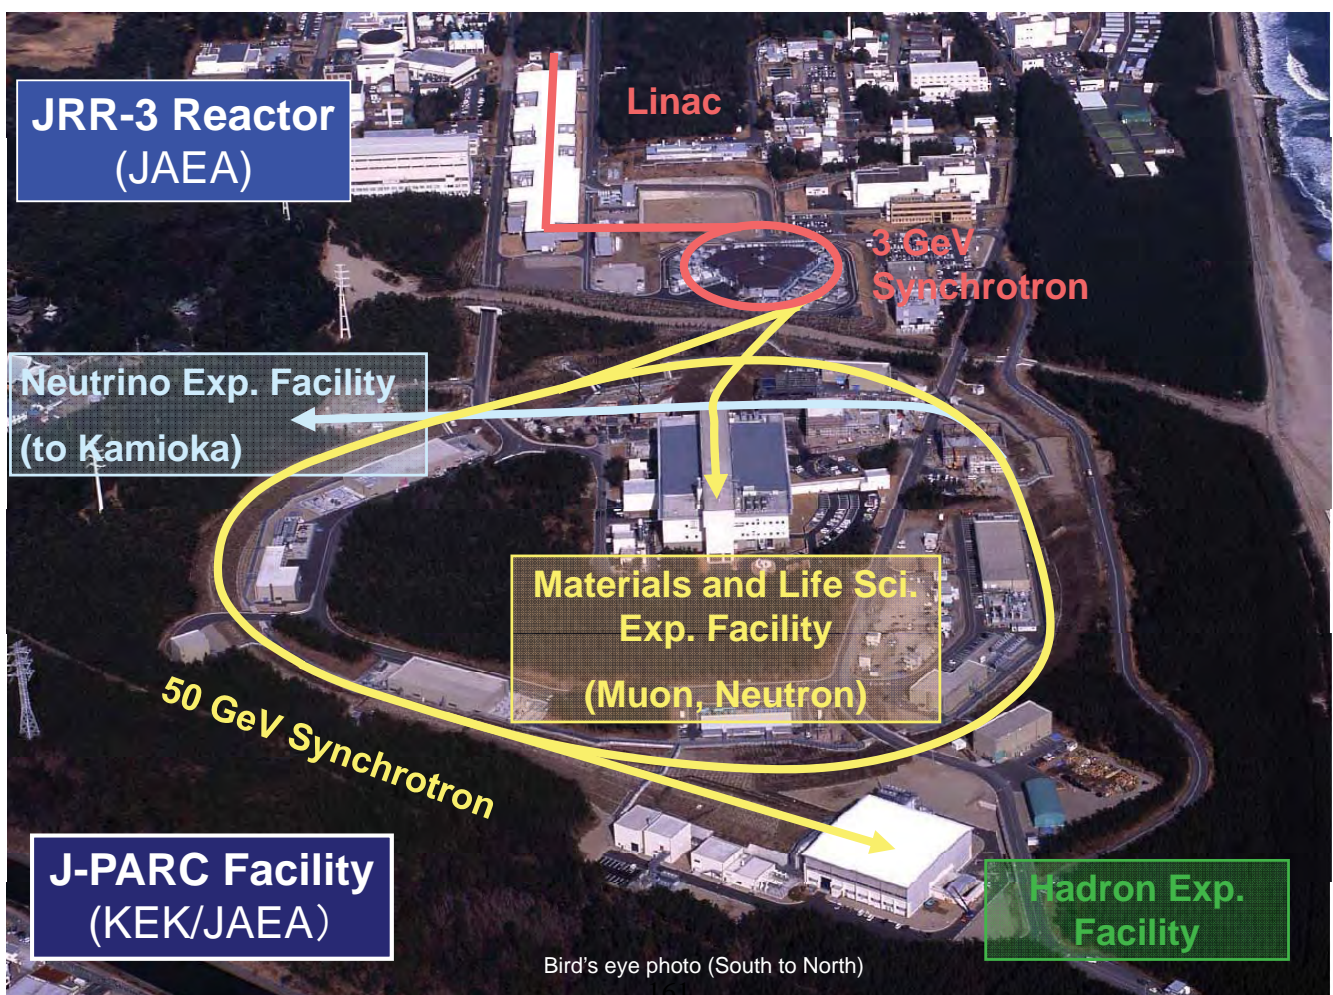 JRR-3 Reactor
(JAEA)
Linac
3 GeV
Synchrotron
Neutrino Exp. Facility
(to Kamioka)
Materials and Life Sci.
Exp. Facility
(Muon, Neutron)
50 GeV Synchrotron
J-PARC Facility
(KEK/JAEA）
Hadron Exp.
Facility
Bird's eye photo (South to North)
161